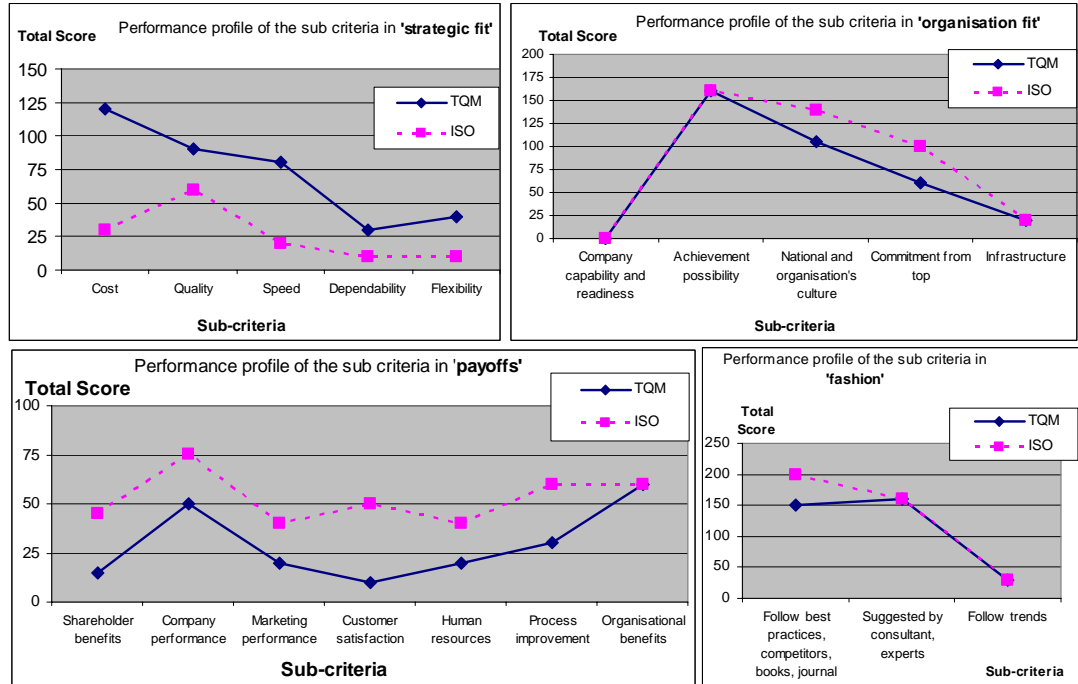 Performance profile of the sub criteria in 'strategic fit'
Total Score
150
125
100
75
50
25
0
TQM
ISO
Cost
Quality
Speed
Dependability
Flexibility
Sub-criteria
Performance profile of the sub criteria in 'organisation fit'
Total Score
200
175
150
125
100
75
50
25
0
TQM
ISO
Company
capability and
readiness
Achievement
possibility
National and
organisation's
culture
Commitment from
top
Infrastructure
Sub-criteria
Performance profile of the sub criteria in 'payoffs'
Total Score
100
75
50
25
0
TQM
ISO
Shareholder
benefits
Company
performance
Marketing
performance
Customer
satisfaction
Human
resources
Process
improvement
Organisational
benefits
Sub-criteria
Performance profile of the sub criteria in
'fashion'
Total
Score
250
200
150
100
50
0
TQM
ISO
Follow best
practices,
competitors,
books, journal
Suggested by
consultant,
experts
Follow trends
Sub-criteria